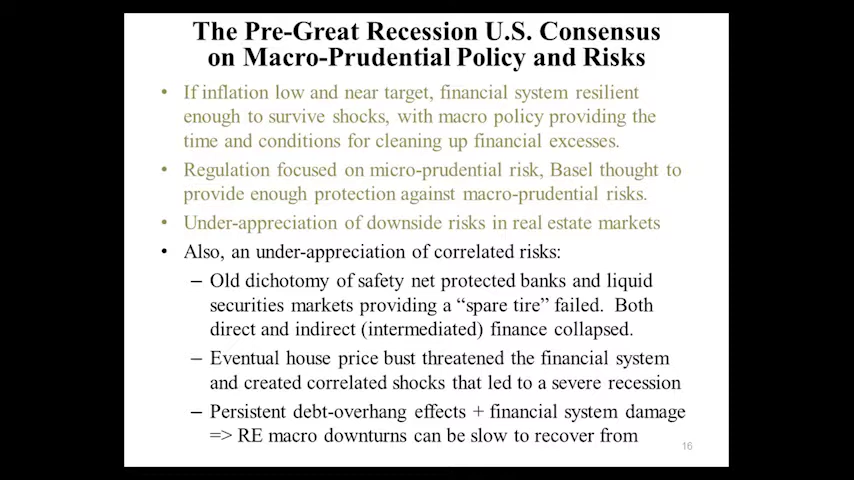 The Pre-Great Recession U.S. Consensus
on Macro-Prudential Policy and Risks
• If inflation low and near target, financial system resilient
enough to survive shocks, with macro policy providing the
time and conditions for cleaning up financial excesses.
• Regulation focused on micro-prudential risk, Basel thought to
provide enough protection against macro-prudential risks.
• Under-appreciation of downside risks in real estate markets
• Also, an under-appreciation of correlated risks:
– Old dichotomy of safety net protected banks and liquid
securities markets providing a “spare tire” failed.  Both
direct and indirect (intermediated) finance collapsed.
– Eventual house price bust threatened the financial system
and created correlated shocks that led to a severe recession
– Persistent debt-overhang effects + financial system damage
=> RE macro downturns can be slow to recover from
16